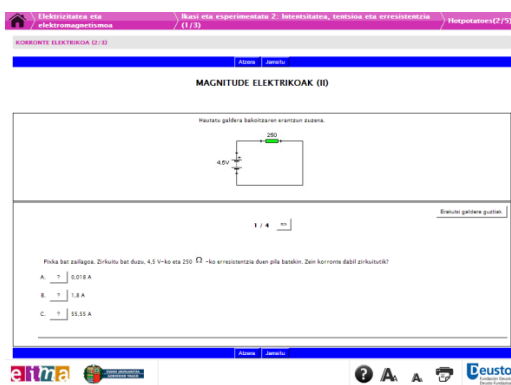 Elektrizitatea eta elektromagnetismoa
Ikasi eta esperimentatu 2: Intentsitatea, tentsioa eta erresistentzia (1/3)
Hotpotatoes(2/5)
KORRONTE ELEKTRIKOA (2/3)
Atzera Jarraitu
MAGNITUDE ELEKTRIKOAK (II)
Hautatu galdera bakoitzaren erantzun zuzena.
250
4,5V
Erakutsi galdera guztiak
1 / 4 =>
Pixka bat zailagoa. Zirkuitu bat duzu, 4,5 V-ko eta 250 Ω -ko erresistentzia duen pila batekin. Zein korronte dabil zirkuitutik?
A. ? 0,018 A
B. ? 1,8 A
C. ? 55,55 A
Atzera Jarraitu
eitma
? A A A
Deusto